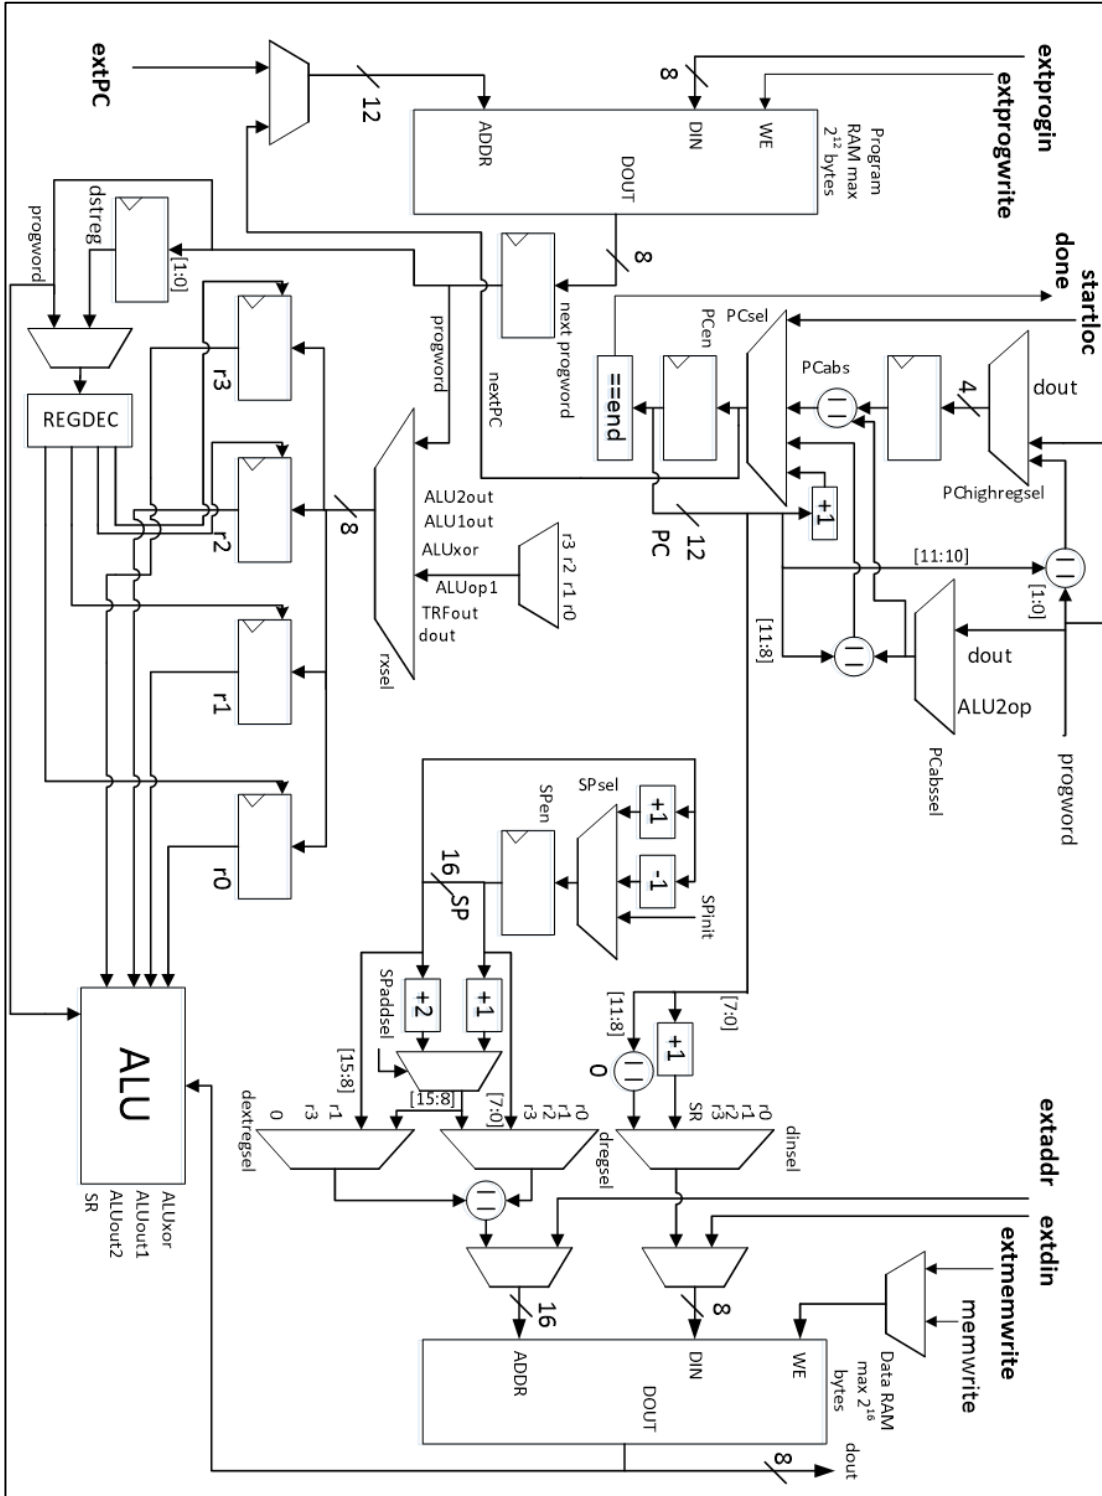 extPC
12
8
extprogin
extprogwrite
ADDR
DIN
WE
DOUT
Program
RAM max
2¹² bytes
8
next progword
progword
nextPC
dstreg
[1:0]
progword
REGDEC
r3
r2
r1
r0
8
done
startloc
PCsel
PCen
==end
PCabs
| |
4
dout
PChighregsel
+1
12
PC
[11:10]
[1:0]
| |
[11:8]
| |
dout
ALU2op
PCabssel
progword
ALU2out
ALU1out
ALUxor
ALUop1
TRFout
dout
rxsel
r3 r2 r1 r0
SPsel
SPen
+1
-1
SPinit
16
SP
+2
+1
SPaddsel
[15:8]
[15:8]
[7:0]
[11:8]
[7:0]
+1
0
| |
0
r3
r1
dextregsel
r3
r2
r1
r0
dregsel
SR
r3
r2
r1
r0
dinsel
| |
16
8
extaddr
extdin
extmemwrite
memwrite
ADDR
DIN
WE
DOUT
Data RAM
max 2¹⁶
bytes
8
dout
ALU
ALUxor
ALUout1
ALUout2
SR